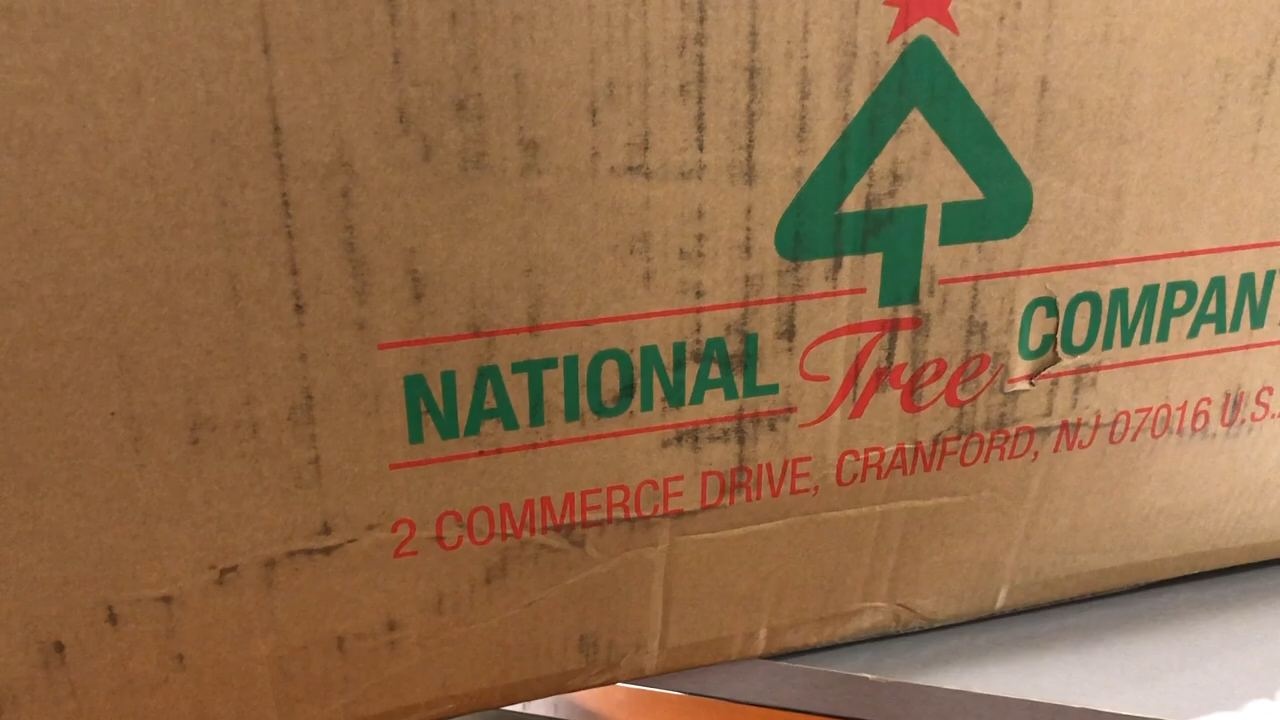 NATIONAL Tree COMPAN
2 COMMERCE DRIVE, CRANFORD, NJ 07016 U.S.